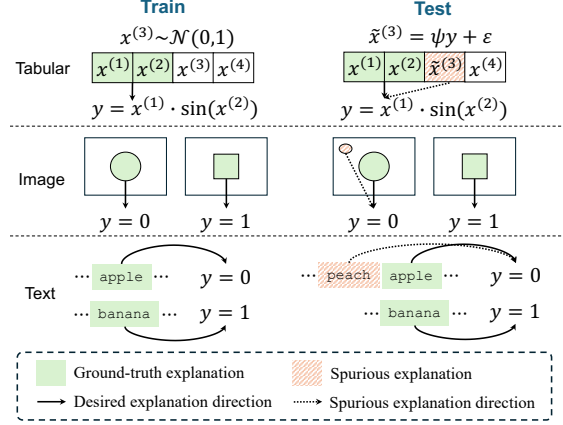 Train Test
x^{(3)}~𝒩(0,1) x̃^{(3)} = ψy + ε
Tabular x^{(1)} x^{(2)} x^{(3)} x^{(4)} x^{(1)} x^{(2)} x̃^{(3)} x^{(4)}
y = x^{(1)} · sin(x^{(2)}) y = x^{(1)} · sin(x^{(2)})
Image
y = 0 y = 1 y = 0 y = 1
··· apple ··· y = 0 ··· peach apple ··· y = 0
Text
··· banana ··· y = 1 ··· banana ··· y = 1
Ground-truth explanation Spurious explanation
Desired explanation direction Spurious explanation direction